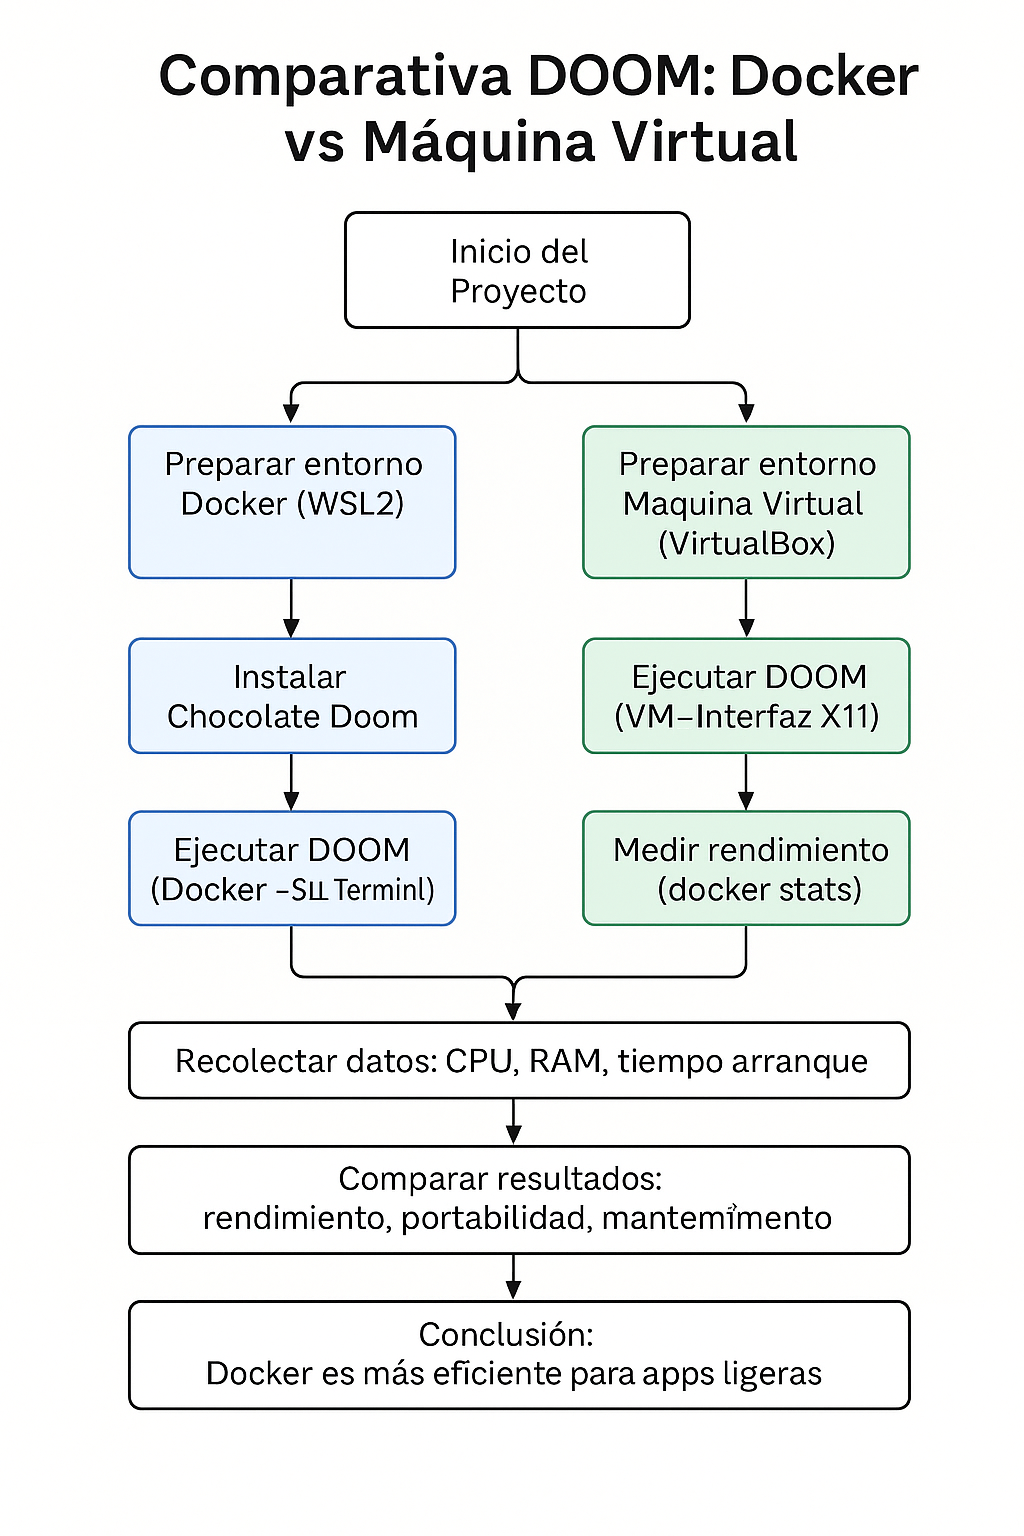 Comparativa DOOM: Docker
vs Máquina Virtual
Inicio del
Proyecto
Preparar entorno
Docker (WSL2)
Preparar entorno
Maquina Virtual
(VirtualBox)
Instalar
Chocolate Doom
Ejecutar DOOM
(VM–Interfaz X11)
Ejecutar DOOM
(Docker –SLL Terminl)
Medir rendimiento
(docker stats)
Recolectar datos: CPU, RAM, tiempo arranque
Comparar resultados:
rendimiento, portabilidad,
Conclusión:
Docker es más eficiente para apps ligeras